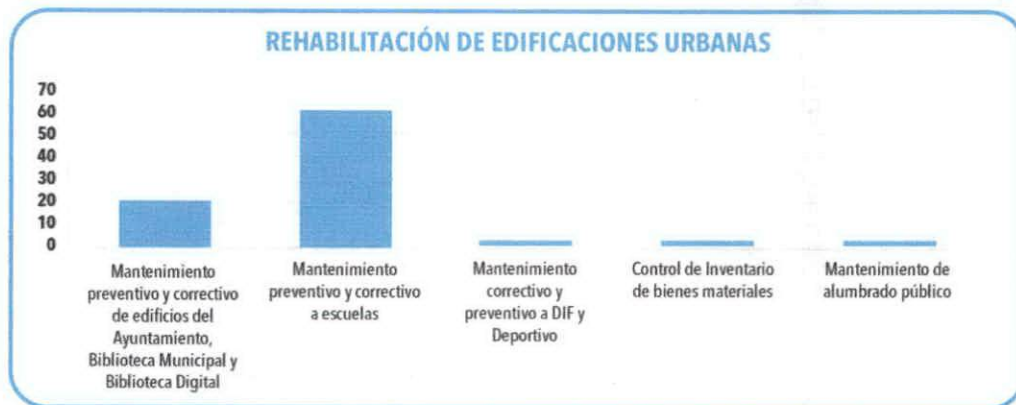 REHABILITACIÓN DE EDIFICACIONES URBANAS
70
60
50
40
30
20
10
0
Mantenimiento
preventivo y correctivo
de edificios del
Ayuntamiento,
Biblioteca Municipal y
Biblioteca Digital
Mantenimiento
preventivo y correctivo
a escuelas
Mantenimiento
correctivo y
preventivo a DIF y
Deportivo
Control de Inventario
de bienes materiales
Mantenimiento de
alumbrado público